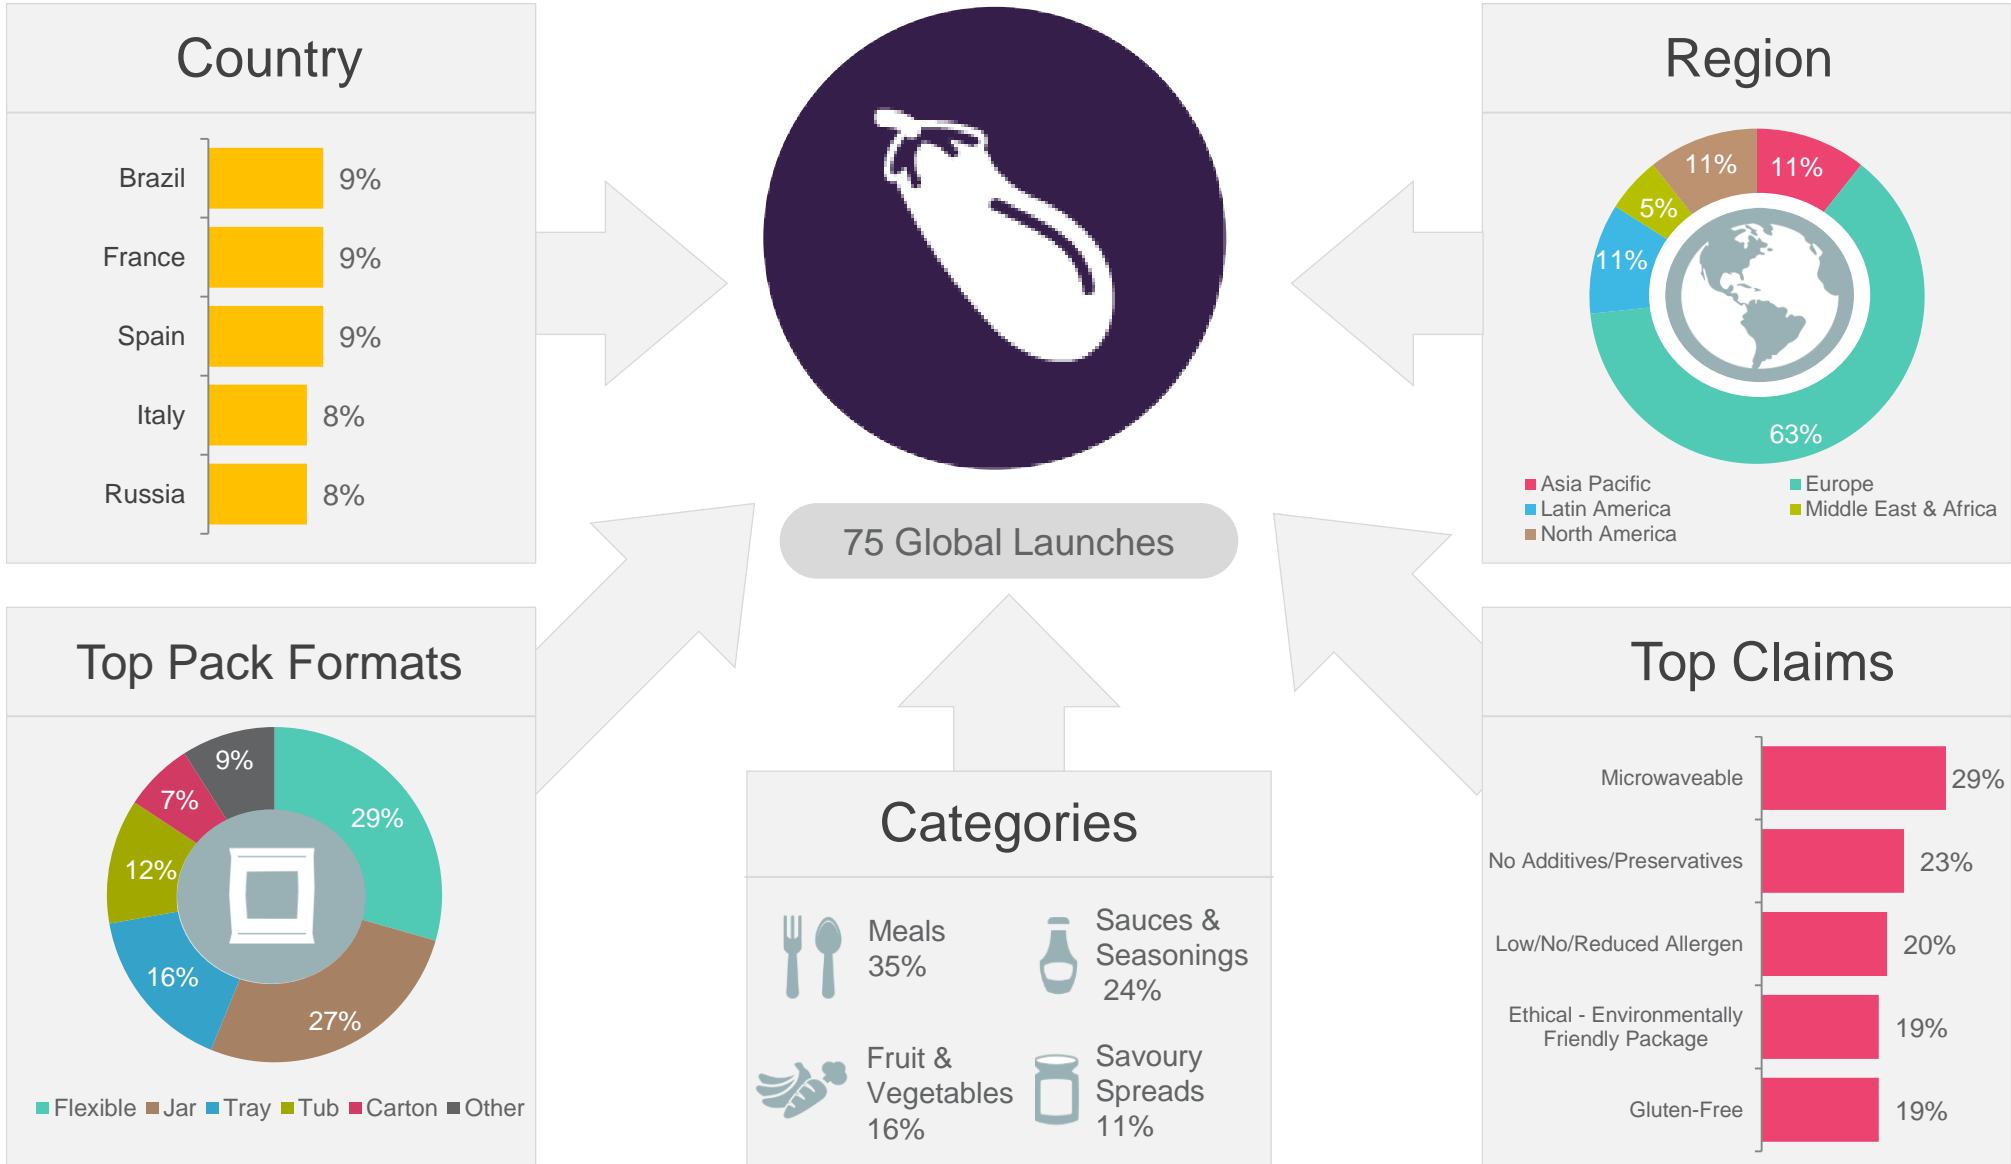 Country
Brazil 9%
France 9%
Spain 9%
Italy 8%
Russia 8%
75 Global Launches
Region
11%
11%
5%
11%
63%
Asia Pacific
Europe
Latin America
Middle East & Africa
North America
Top Pack Formats
9%
7%
29%
12%
16%
27%
Flexible Jar Tray Tub Carton Other
Categories
Meals
35%
Sauces &
Seasonings
24%
Fruit &
Vegetables
16%
Savoury
Spreads
11%
Top Claims
Microwaveable 29%
No Additives/Preservatives 23%
Low/No/Reduced Allergen 20%
Ethical - Environmentally
Friendly Package 19%
Gluten-Free 19%